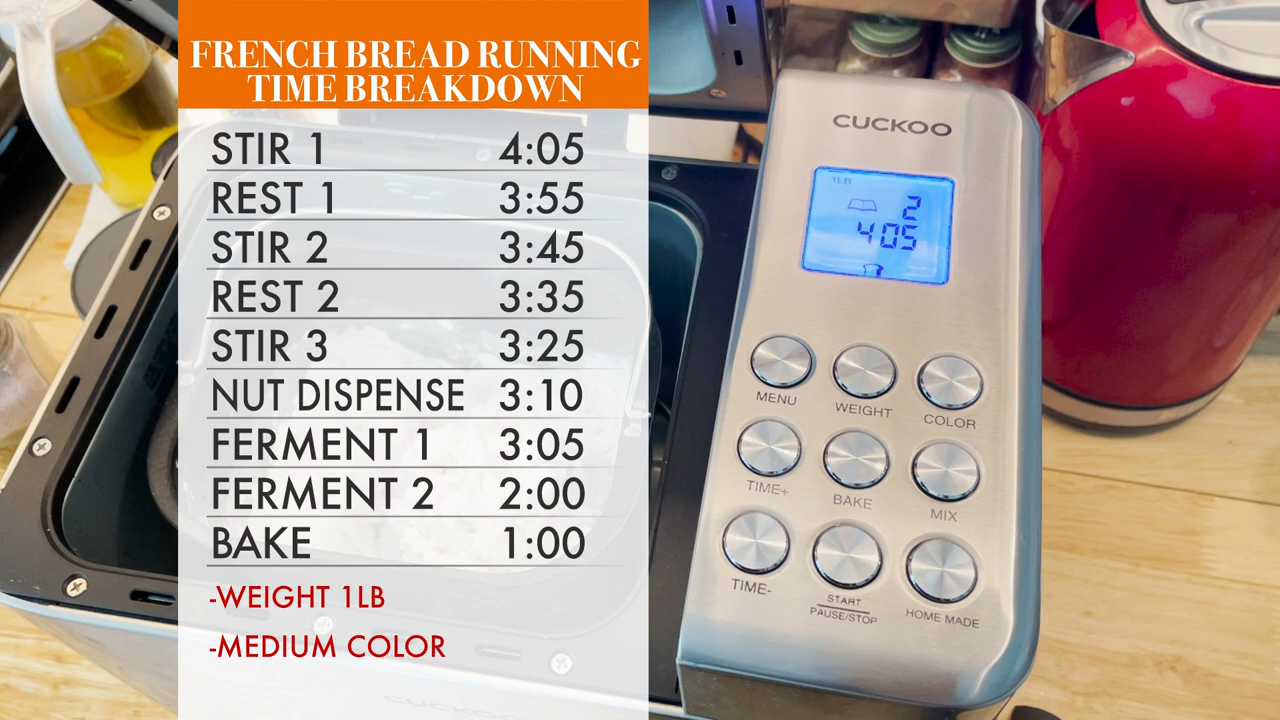 FRENCH BREAD RUNNING
TIME BREAKDOWN
STIR 1 4:05
REST 1 3:55
STIR 2 3:45
REST 2 3:35
STIR 3 3:25
NUT DISPENSE 3:10
FERMENT 1 3:05
FERMENT 2 2:00
BAKE 1:00
-WEIGHT 1LB
-MEDIUM COLOR
CUCKOO
1LB
2
405
MENU WEIGHT COLOR
TIME+ BAKE MIX
TIME- START PAUSE/STOP HOME MADE
CUCKOO